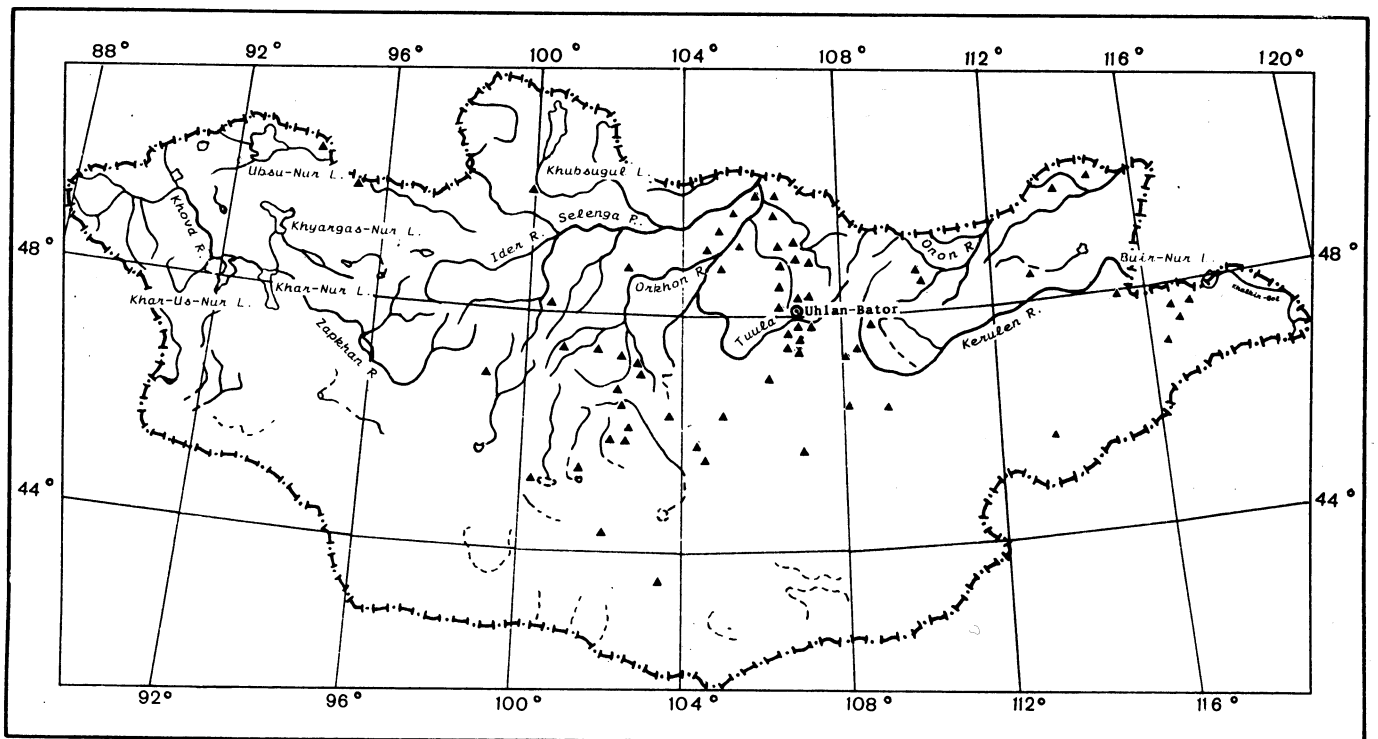 88° 92° 96° 100° 104° 108° 112° 116° 120°
Ubsu-Nur L.
Khubsugul L.
Khova R.
Khyargas-Nur L.
Selenga R.
Ider R.
Onon R.
48° 48°
Buir-Nur L.
Khalkhin-Gol
Khar-Us-Nur L.
Khar-Nur L.
Orkhon R.
Zapkhan R
Tuula
Uhlan-Bator
Kerulen R.
44° 44°
92° 96° 100° 104° 108° 112° 116°